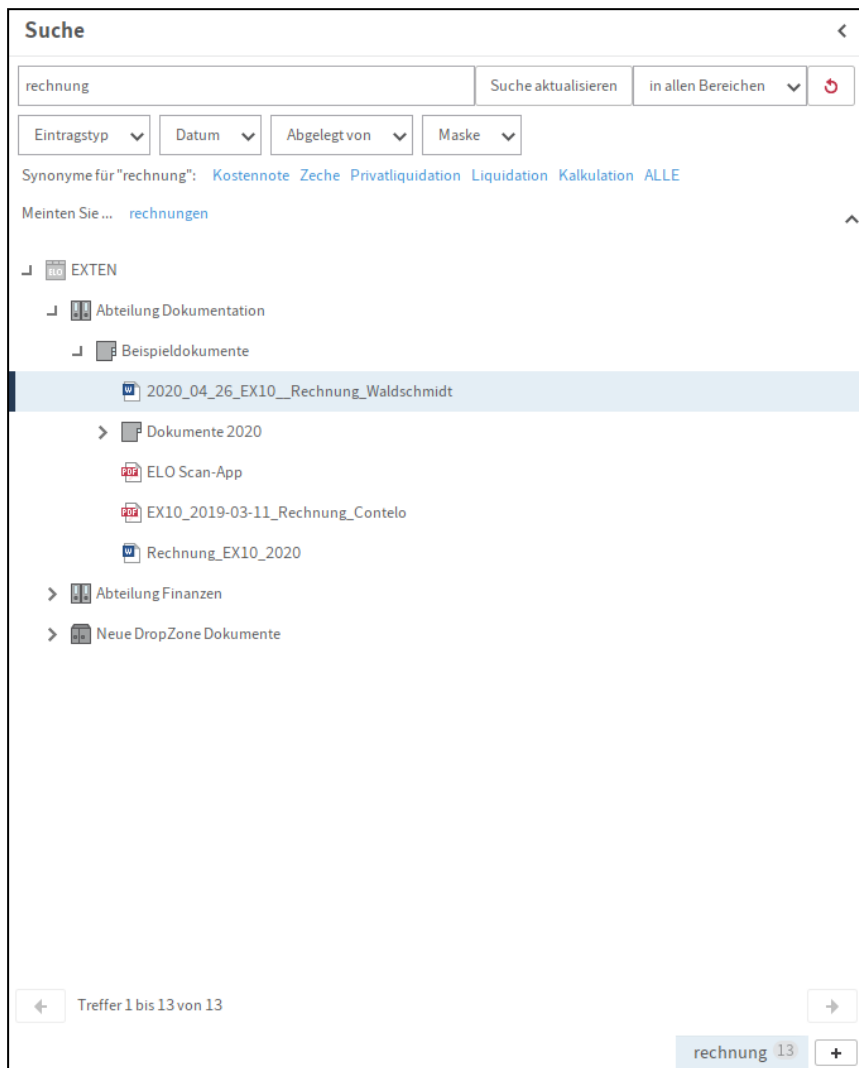 Suche
rechnung Suche aktualisieren in allen Bereichen
Eintragstyp Datum Abgelegt von Maske
Synonyme für "rechnung": Kostennote Zeche Privatliquidation Liquidation Kalkulation ALLE
Meinten Sie ... rechnungen
ELO EXTEN
Abteilung Dokumentation
Beispieldokumente
W 2020_04_26_EX10__Rechnung_Waldschmidt
Dokumente 2020
PDF ELO Scan-App
PDF EX10_2019-03-11_Rechnung_Contelo
W Rechnung_EX10_2020
Abteilung Finanzen
Neue DropZone Dokumente
Treffer 1 bis 13 von 13
rechnung 13 +